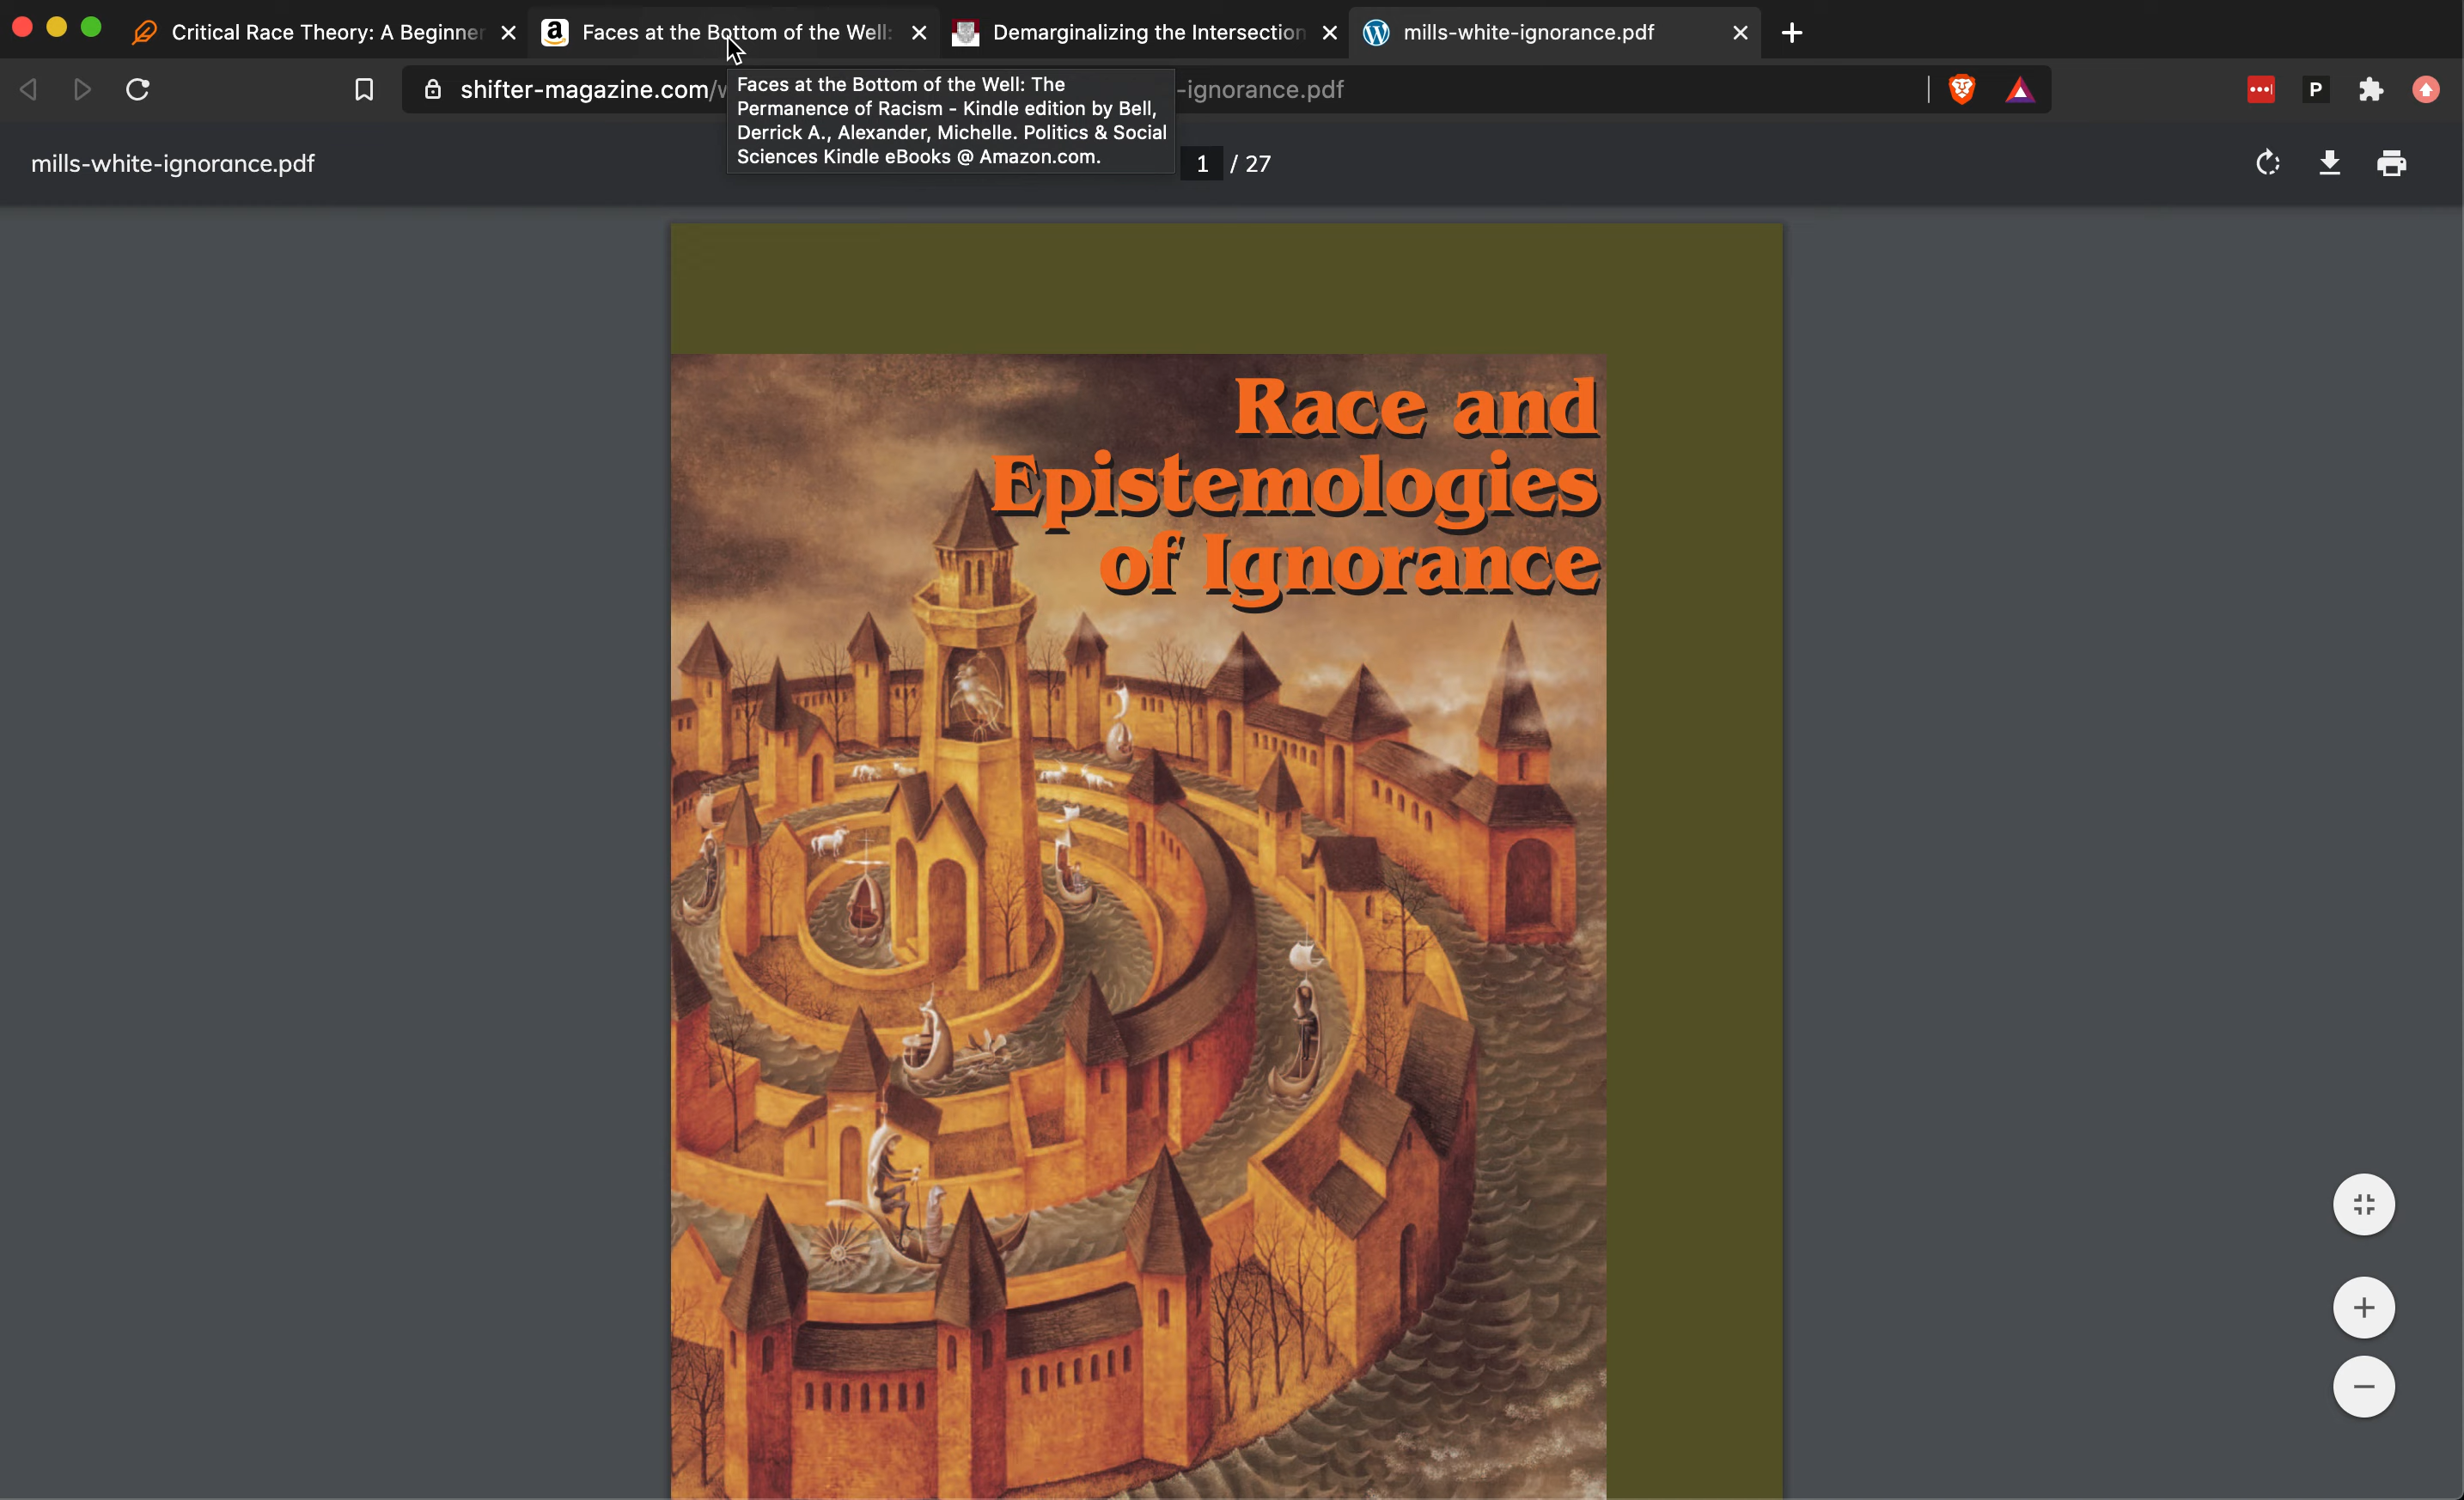 Critical Race Theory: A Beginner
Faces at the Bottom of the Well:
Demarginalizing the Intersection
mills-white-ignorance.pdf
shifter-magazine.com/
-ignorance.pdf
P
Faces at the Bottom of the Well: The
Permanence of Racism - Kindle edition by Bell,
Derrick A., Alexander, Michelle. Politics & Social
Sciences Kindle eBooks @ Amazon.com.
mills-white-ignorance.pdf
1 / 27
Race and
Epistemologies
of Ignorance